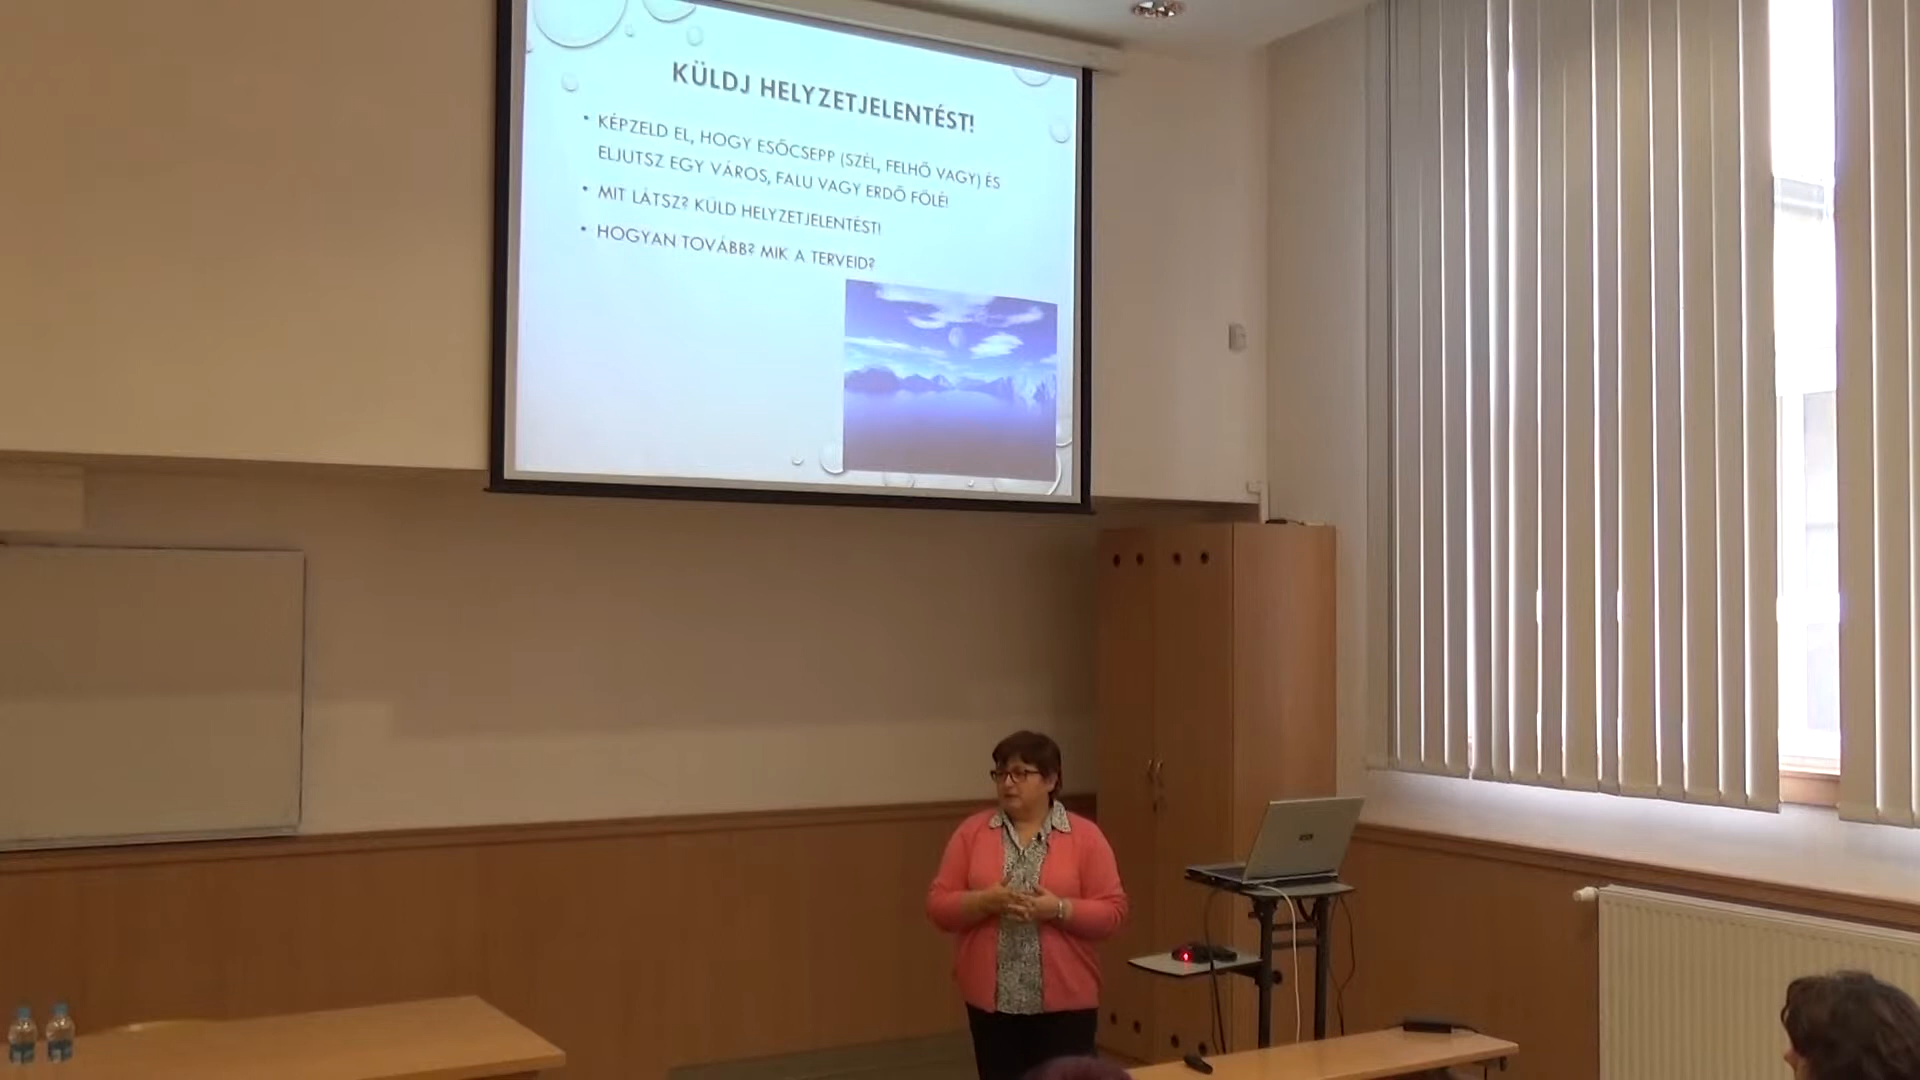 KÜLDJ HELYZETJELENTÉST!
• KÉPZELD EL, HOGY ESŐCSEPP (SZÉL, FELHŐ VAGY) ÉS
ELJUTSZ EGY VÁROS, FALU VAGY ERDŐ FÖLÉ!
• MIT LÁTSZ? KÜLD HELYZETJELENTÉST!
• HOGYAN TOVÁBB? MIK A TERVEID?